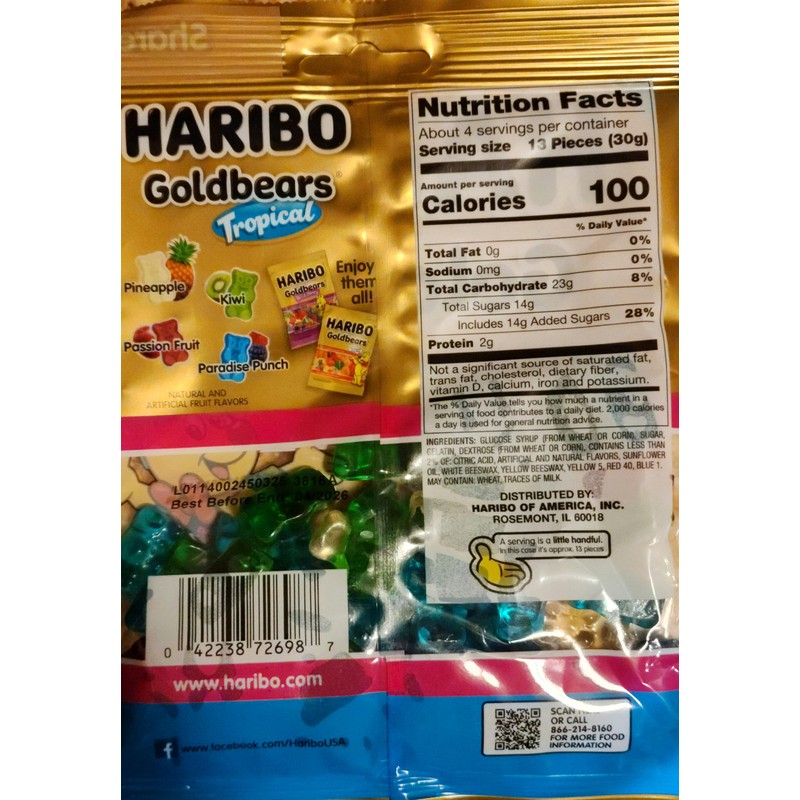 Share
HARIBO
Goldbears
Tropical
Pineapple
Kiwi
Passion Fruit
Paradise Punch
Enjoy
them
all!
HARIBO
Goldbears
HARIBO
Goldbears
NATURAL AND
ARTIFICIAL FRUIT FLAVORS
Best Before End
0 42238 72698 7
www.haribo.com
www.facebook.com/HariboUSA
Nutrition Facts
About 4 servings per container
Serving size 13 Pieces (30g)
Amount per serving
Calories 100
% Daily Value*
Total Fat 0g 0%
Sodium 0mg 0%
Total Carbohydrate 23g 8%
Total Sugars 14g
Includes 14g Added Sugars 28%
Protein 2g
Not a significant source of saturated fat,
trans fat, cholesterol, dietary fiber,
vitamin D, calcium, iron and potassium.
*The % Daily Value tells you how much a nutrient in a
serving of food contributes to a daily diet. 2,000 calories
a day is used for general nutrition advice.
INGREDIENTS: GLUCOSE SYRUP (FROM WHEAT OR CORN), SUGAR,
GELATIN, DEXTROSE (FROM WHEAT OR CORN), CONTAINS LESS THAN
2% OF: CITRIC ACID, ARTIFICIAL AND NATURAL FLAVORS, SUNFLOWER
OIL, WHITE BEESWAX, YELLOW BEESWAX, YELLOW 5, RED 40, BLUE 1.
MAY CONTAIN: WHEAT, TRACES OF MILK.
DISTRIBUTED BY:
HARIBO OF AMERICA, INC.
ROSEMONT, IL 60018
A serving is a little handful.
In this case it's approx. 13 pieces.
SCAN
OR CALL
866-214-8160
FOR MORE FOOD
INFORMATION